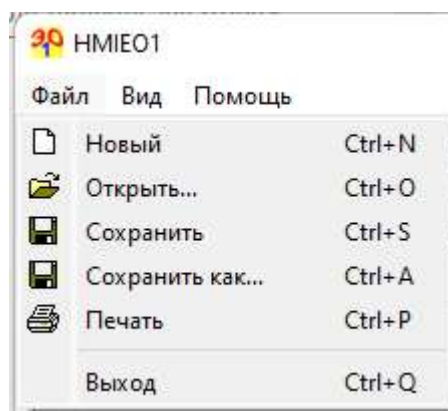 HMIEO1
Файл Вид Помощь
Новый Ctrl+N
Открыть... Ctrl+O
Сохранить Ctrl+S
Сохранить как... Ctrl+A
Печать Ctrl+P
Выход Ctrl+Q